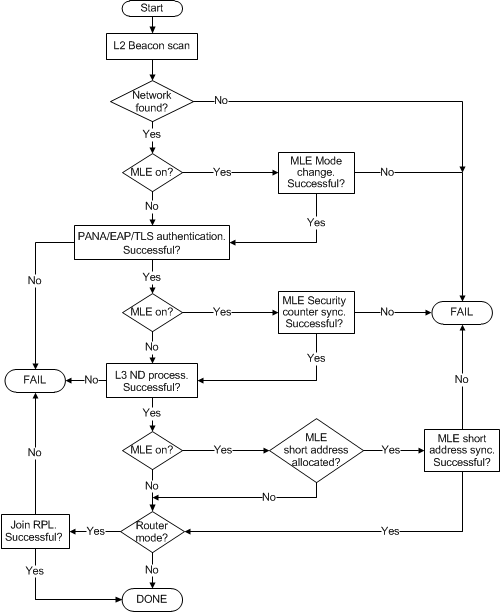 Start
L2 Beacon scan
Network
found?
No
Yes
MLE on?
Yes
MLE Mode
change.
Successful?
No
No
Yes
PANA/EAP/TLS authentication.
Successful?
No
Yes
MLE on?
Yes
MLE Security
counter sync.
Successful?
No
FAIL
No
Yes
L3 ND process.
Successful?
No
FAIL
No
Yes
MLE on?
Yes
MLE
short address
allocated?
Yes
MLE short
address sync.
Successful?
No
No
No
Join RPL.
Successful?
Yes
Router
mode?
Yes
Yes
No
DONE